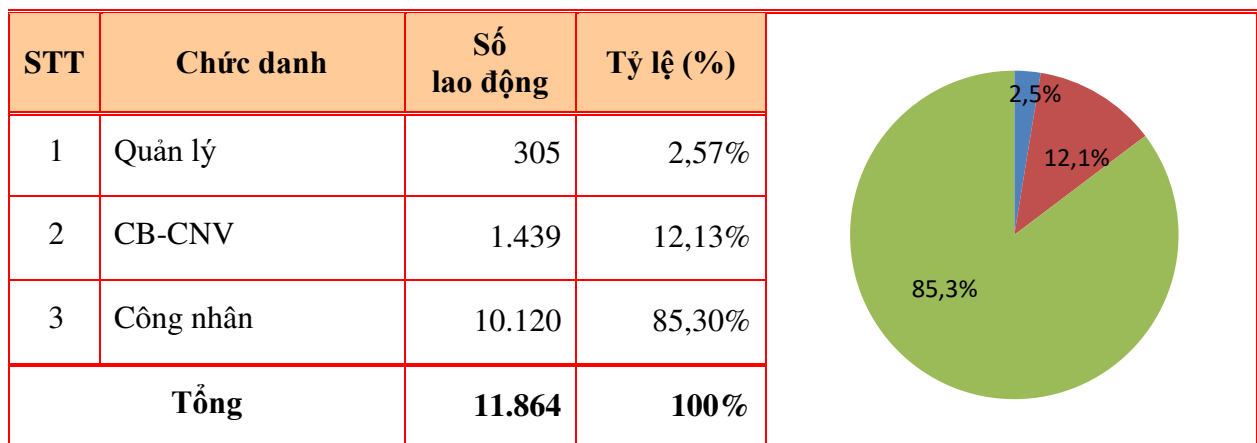 STT Chức danh Số lao động Tỷ lệ (%)
1 Quản lý 305 2,57%
2 CB-CNV 1.439 12,13%
3 Công nhân 10.120 85,30%
Tổng 11.864 100%
2,5%
12,1%
85,3%